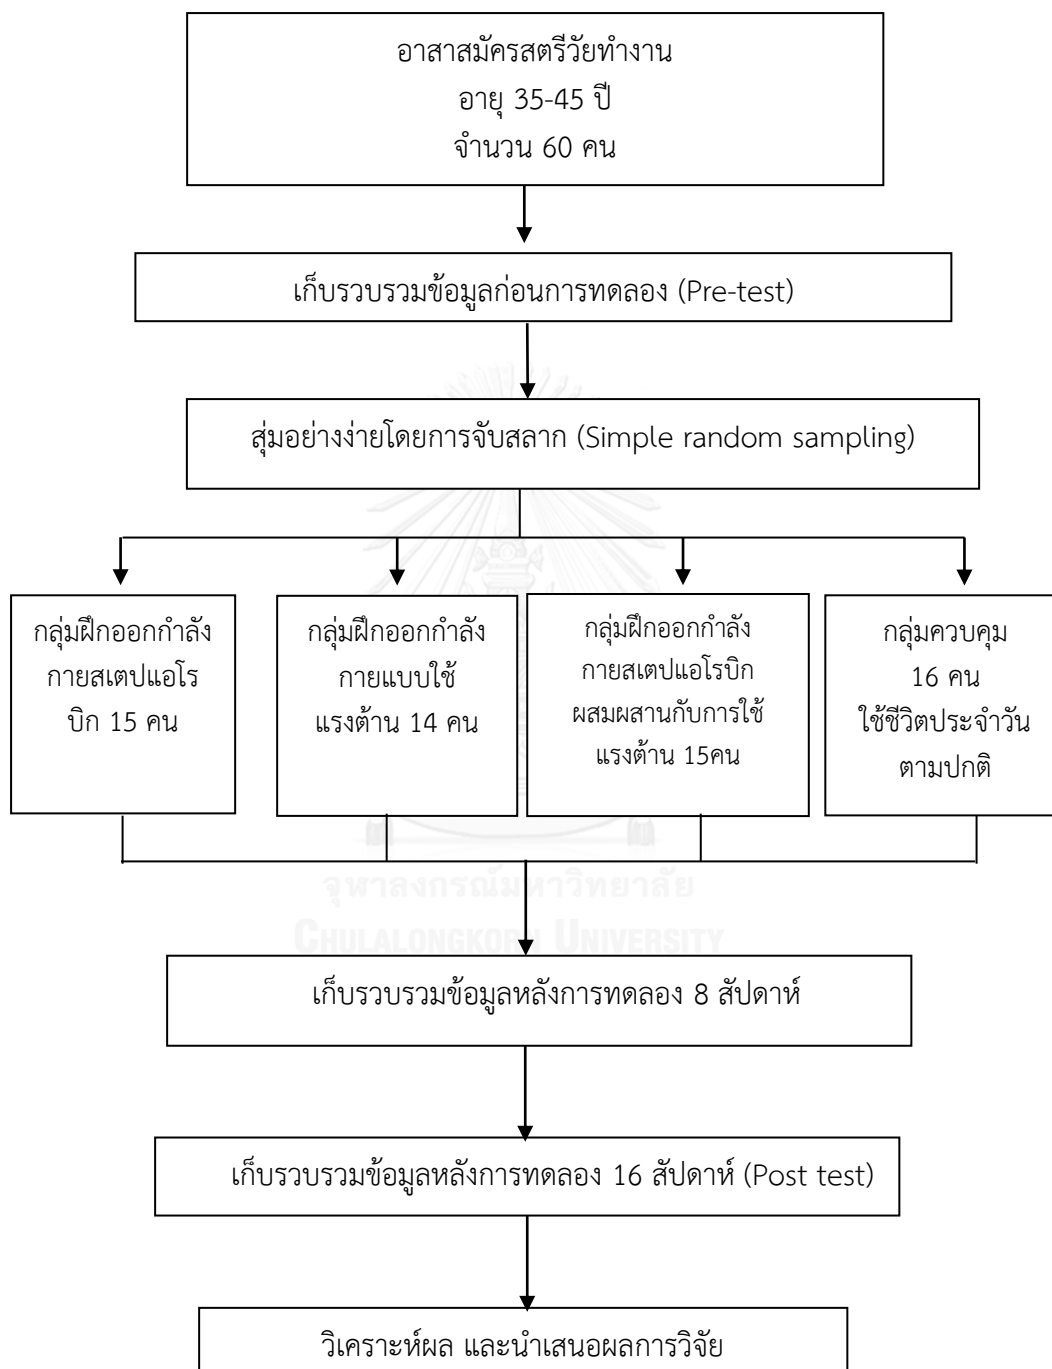 อาสาสมัครสตรีวัยทำงาน
อายุ 35-45 ปี
จำนวน 60 คน
เก็บรวบรวมข้อมูลก่อนการทดลอง (Pre-test)
สุ่มอย่างง่ายโดยการจับสลาก (Simple random sampling)
กลุ่มฝึกออกกำลัง
กายสเตปแอโร
บิก 15 คน
กลุ่มฝึกออกกำลัง
กายแบบใช้
แรงต้าน 14 คน
กลุ่มฝึกออกกำลัง
กายสเตปแอโรบิก
ผสมผสานกับการใช้
แรงต้าน 15คน
กลุ่มควบคุม
16 คน
ใช้ชีวิตประจำวัน
ตามปกติ
จุฬาลงกรณ์มหาวิทยาลัย
CHULALONGKORN UNIVERSITY
เก็บรวบรวมข้อมูลหลังการทดลอง 8 สัปดาห์
เก็บรวบรวมข้อมูลหลังการทดลอง 16 สัปดาห์ (Post test)
วิเคราะห์ผล และนำเสนอผลการวิจัย